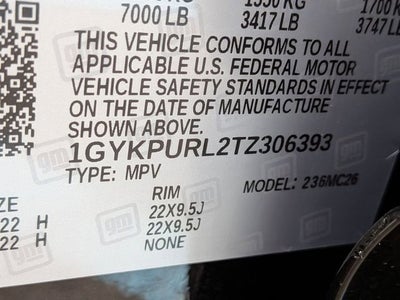 7000 LB 3417 LB 3747
THIS VEHICLE CONFORMS TO ALL
APPLICABLE U.S. FEDERAL MOTOR
VEHICLE SAFETY STANDARDS IN EFFECT
ON THE DATE OF MANUFACTURE
SHOWN ABOVE.
1GYKPURL2TZ306393
TYPE: MPV MODEL: 236MC26
RIM
22 H 22X9.5J
22 H 22X9.5J
NONE
gm